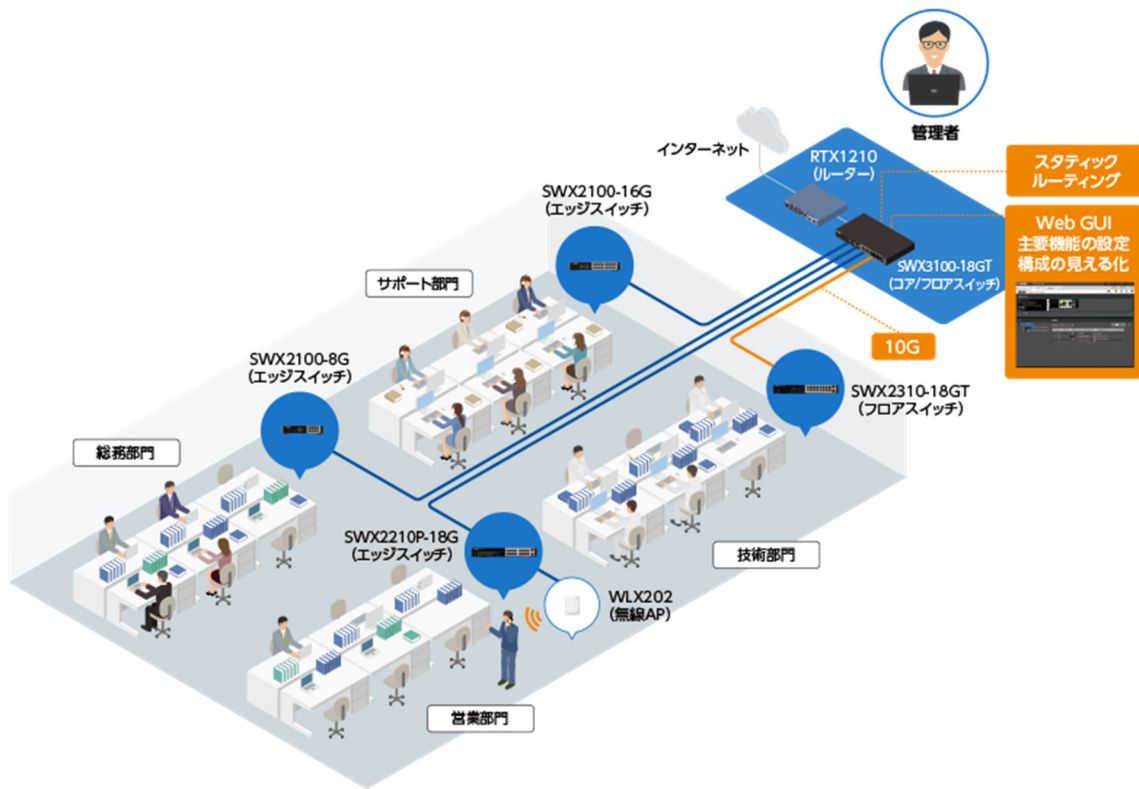 管理者
インターネット
RTX1210
(ルーター)
スタティック
ルーティング
Web GUI
主要機能の設定
構成の見える化
SWX3100-18GT
(コア/フロアスイッチ)
10G
SWX2100-16G
(エッジスイッチ)
サポート部門
SWX2100-8G
(エッジスイッチ)
SWX2310-18GT
(フロアスイッチ)
総務部門
SWX2210P-18G
(エッジスイッチ)
技術部門
WLX202
(無線AP)
営業部門